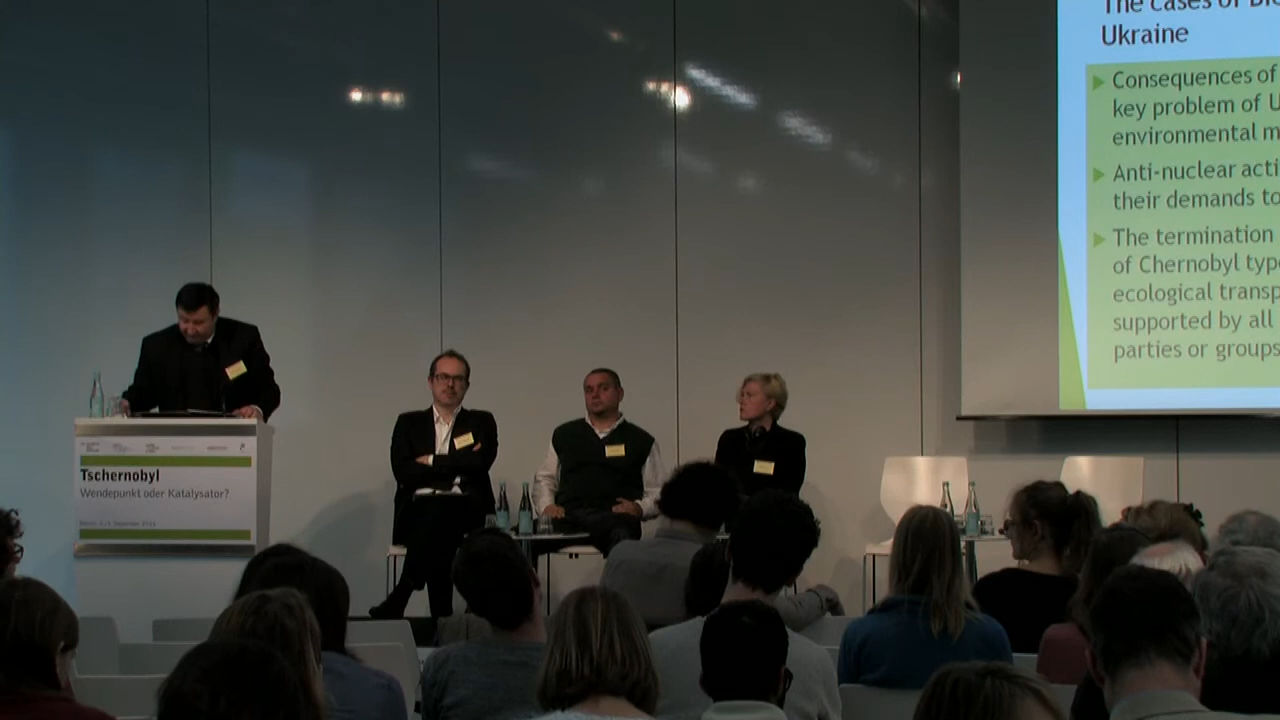 The Cases of
Ukraine
Consequences of
key problem of U
environmental m
Anti-nuclear acti
their demands to
The termination
of Chernobyl type
ecological transp
supported by all
parties or groups
Tschernobyl
Wendepunkt oder Katalysator?